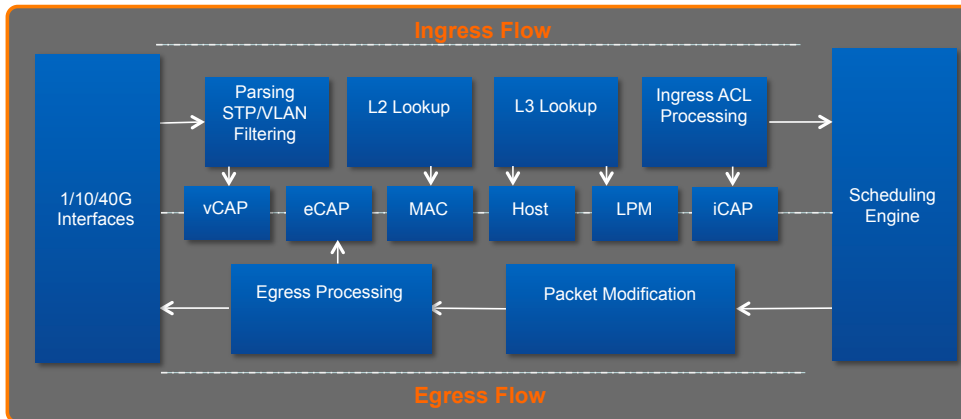 Ingress Flow
1/10/40G
Interfaces
Parsing
STP/VLAN
Filtering
L2 Lookup
L3 Lookup
Ingress ACL
Processing
Scheduling
Engine
vCAP
eCAP
MAC
Host
LPM
iCAP
Egress Processing
Packet Modification
Egress Flow